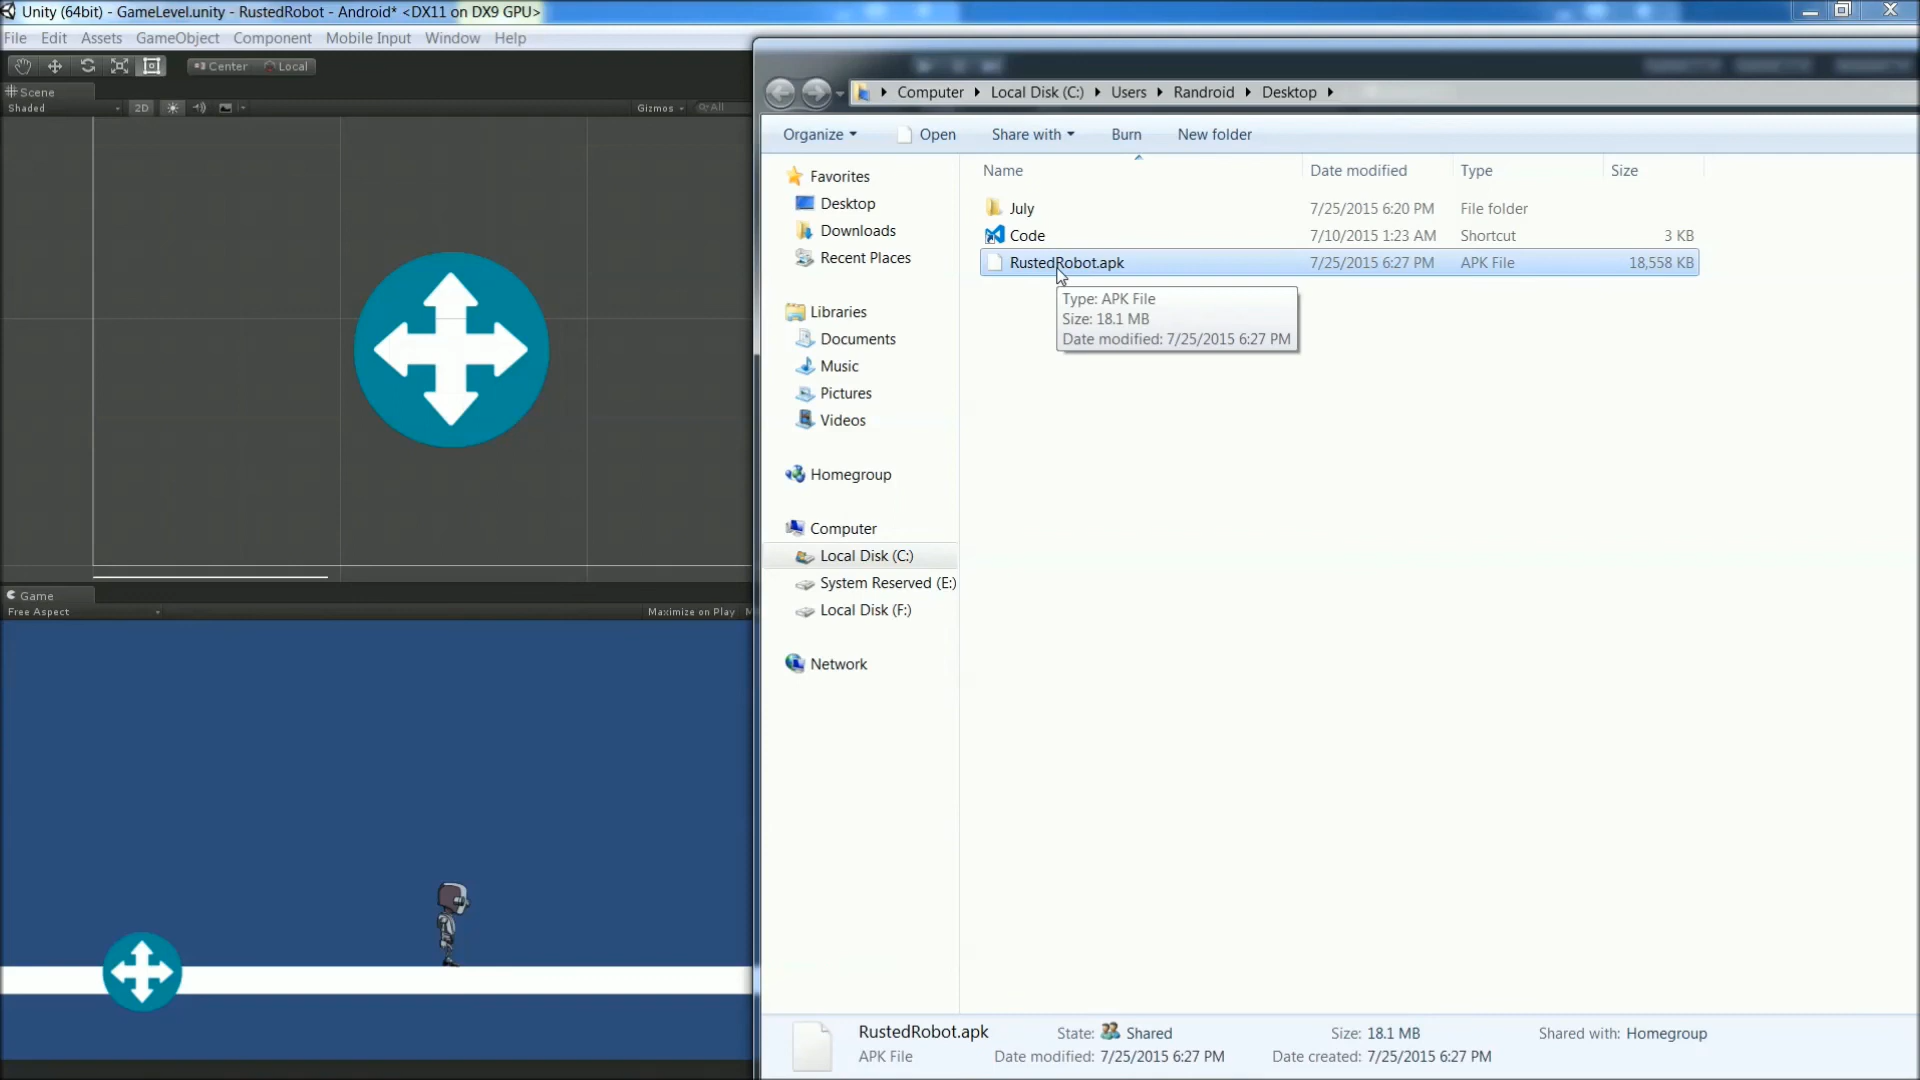 Unity (64bit) - GameLevel.unity - RustedRobot - Android* <DX11 on DX9 GPU>
File Edit Assets GameObject Component Mobile Input Window Help
Center Local
Scene
Shaded 2D Gizmos All
Computer Local Disk (C:) Users Randroid Desktop
Organize Open Share with Burn New folder
Name Date modified Type Size
July 7/25/2015 6:20 PM File folder
Code 7/10/2015 1:23 AM Shortcut 3 KB
RustedRobot.apk 7/25/2015 6:27 PM APK File 18,558 KB
Type: APK File
Size: 18.1 MB
Date modified: 7/25/2015 6:27 PM
Favorites
Desktop
Downloads
Recent Places
Libraries
Documents
Music
Pictures
Videos
Homegroup
Computer
Local Disk (C:)
System Reserved (E:)
Local Disk (F:)
Network
Game
Free Aspect Maximize on Play M
RustedRobot.apk State: Shared Size: 18.1 MB Shared with: Homegroup
APK File Date modified: 7/25/2015 6:27 PM Date created: 7/25/2015 6:27 PM